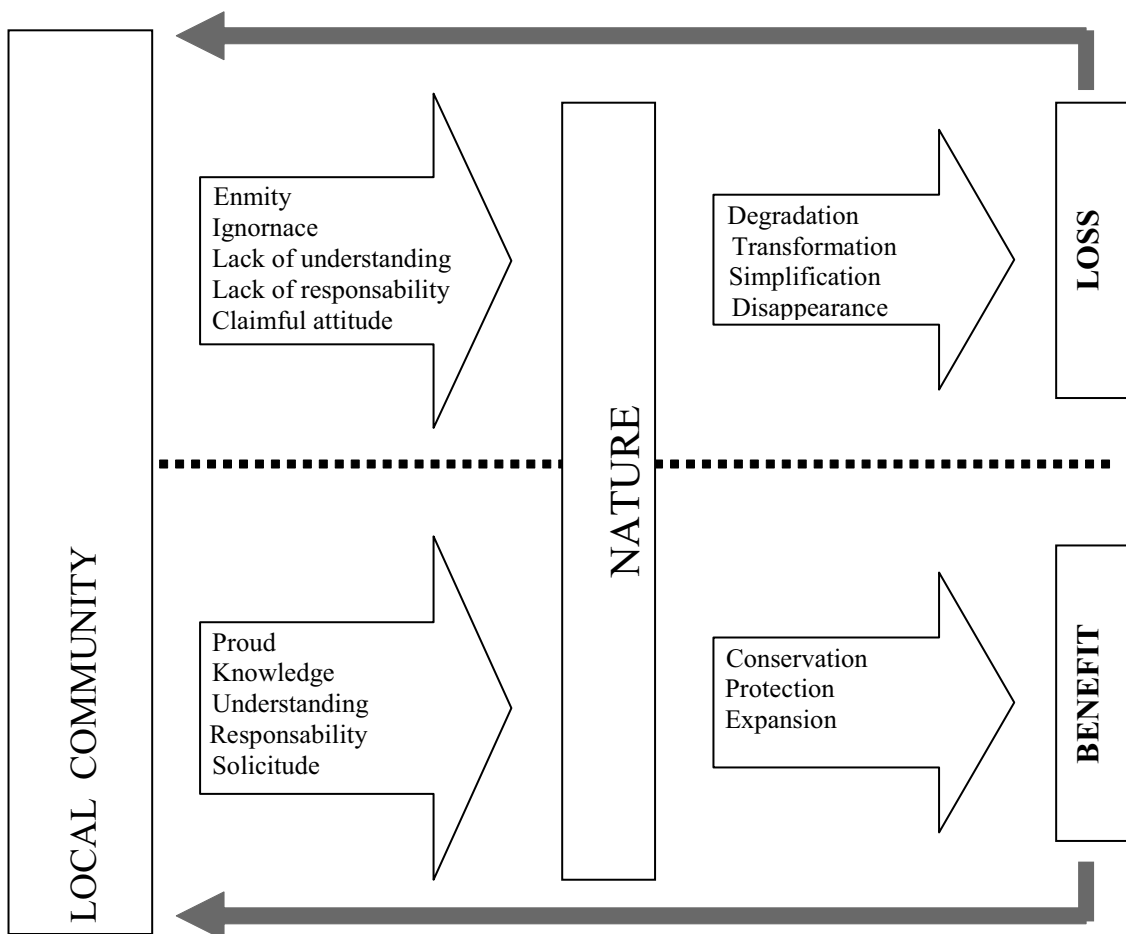 LOCAL COMMUNITY
Enmity
Ignornace
Lack of understanding
Lack of responsability
Claimful attitude
Proud
Knowledge
Understanding
Responsability
Solicitude
NATURE
Degradation
Transformation
Simplification
Disappearance
Conservation
Protection
Expansion
LOSS
BENEFIT